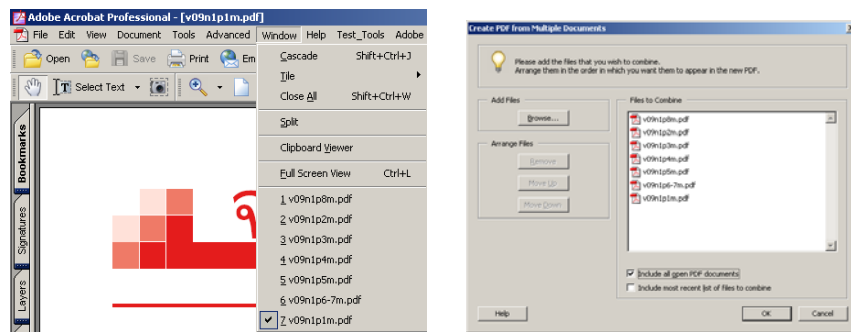 Adobe Acrobat Professional - [v09n1p1m.pdf]
File Edit View Document Tools Advanced Window Help Test_Tools Adobe
Open Save Print Em
Select Text
Bookmarks
Signatures
Layers
Cascade Shift+Ctrl+J
Tile
Close All Shift+Ctrl+W
Split
Clipboard Viewer
Full Screen View Ctrl+L
1 v09n1p8m.pdf
2 v09n1p2m.pdf
3 v09n1p3m.pdf
4 v09n1p4m.pdf
5 v09n1p5m.pdf
6 v09n1p6-7m.pdf
7 v09n1p1m.pdf
Create PDF from Multiple Documents
Please add the files that you wish to combine.
Arrange them in the order in which you want them to appear in the new PDF.
Add Files
Browse...
Arrange Files
Remove
Move Up
Move Down
Files to Combine
v09n1p8m.pdf
v09n1p2m.pdf
v09n1p3m.pdf
v09n1p4m.pdf
v09n1p5m.pdf
v09n1p6-7m.pdf
v09n1p1m.pdf
Include all open PDF documents
Include most recent list of files to combine
Help OK Cancel